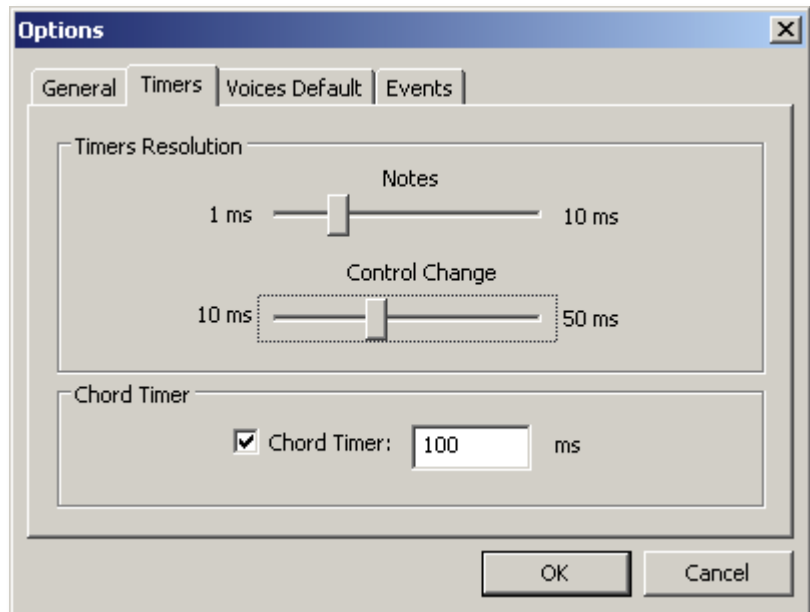 Options
General Timers Voices Default Events
Timers Resolution
Notes
1 ms 10 ms
Control Change
10 ms 50 ms
Chord Timer
Chord Timer: 100 ms
OK Cancel